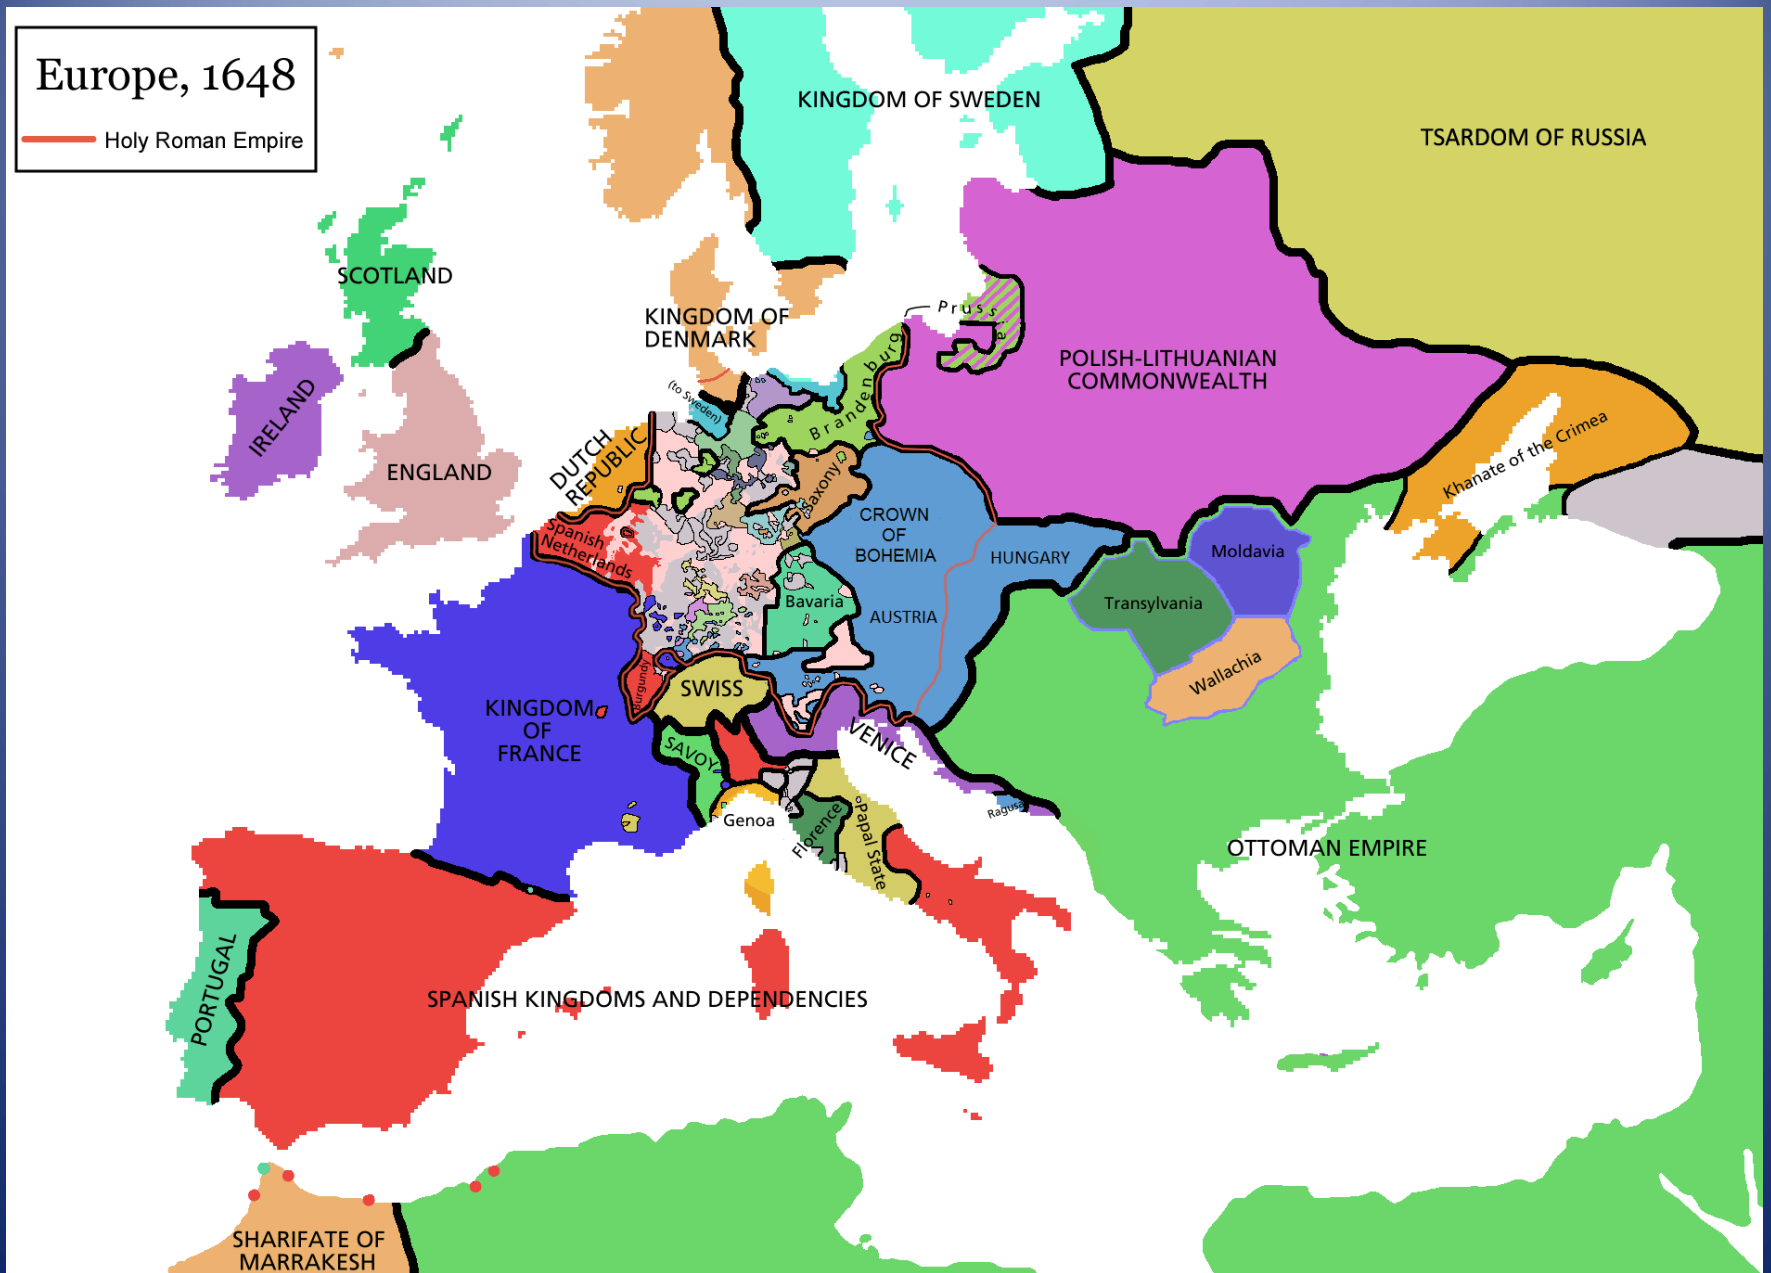 Europe, 1648
Holy Roman Empire
KINGDOM OF SWEDEN
TSARDOM OF RUSSIA
SCOTLAND
KINGDOM OF
DENMARK
Prussia
POLISH-LITHUANIAN
COMMONWEALTH
IRELAND
ENGLAND
(to Sweden)
Brandenburg
DUTCH
REPUBLIC
Khanate of the Crimea
Saxony
Spanish
Netherlands
CROWN
OF
BOHEMIA
HUNGARY
Moldavia
Bavaria
AUSTRIA
Transylvania
Wallachia
Burgundy
SWISS
KINGDOM
OF
FRANCE
SAVOY
VENICE
Ragusa
Genoa
Florence
Papal State
OTTOMAN EMPIRE
PORTUGAL
SPANISH KINGDOMS AND DEPENDENCIES
SHARIFATE OF
MARRAKESH